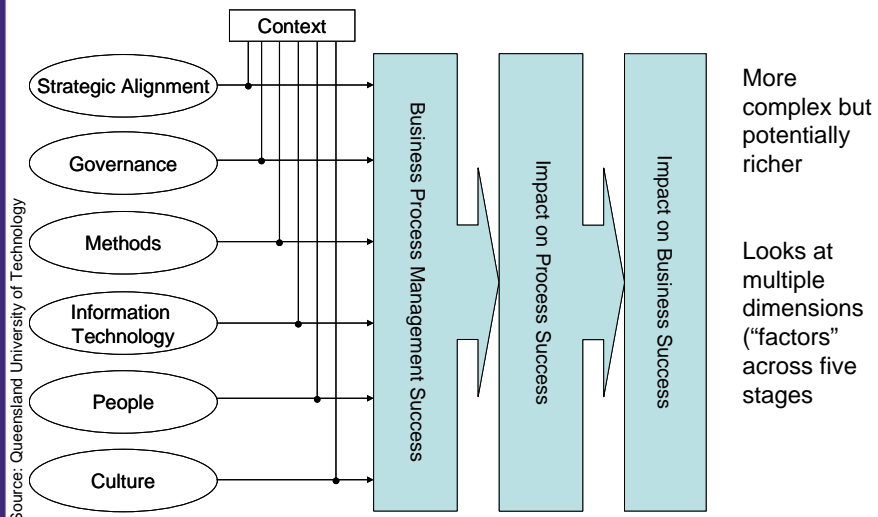 Context
Strategic Alignment
Governance
Methods
Information
Technology
People
Culture
Business Process Management Success
Impact on Process Success
Impact on Business Success
More
complex but
potentially
richer
Looks at
multiple
dimensions
(“factors”
across five
stages
Source: Queensland University of Technology